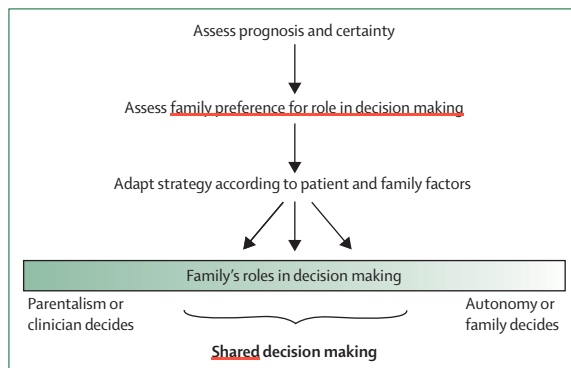 Assess prognosis and certainty
Assess family preference for role in decision making
Adapt strategy according to patient and family factors
Family’s roles in decision making
Parentalism or
clinician decides
Autonomy or
family decides
Shared decision making